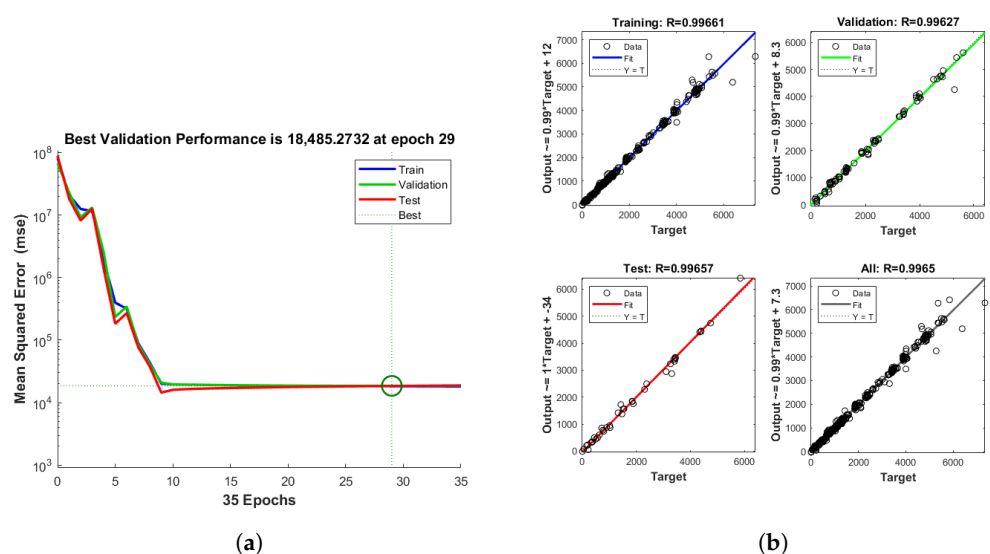 Best Validation Performance is 18,485.2732 at epoch 29
Mean Squared Error (mse)
10^8
10^7
10^6
10^5
10^4
10^3
Train
Validation
Test
Best
0 5 10 15 20 25 30 35
35 Epochs
(a)
Training: R=0.99661
Output ~= 0.99*Target + 12
7000
6000
5000
4000
3000
2000
1000
0
Data
Fit
Y = T
0 2000 4000 6000
Target
Validation: R=0.99627
Output ~= 0.99*Target + 8.3
6000
5000
4000
3000
2000
1000
0
Data
Fit
Y = T
0 2000 4000 6000
Target
Test: R=0.99657
Output ~= 1*Target + -34
6000
5000
4000
3000
2000
1000
0
Data
Fit
Y = T
0 2000 4000 6000
Target
All: R=0.9965
Output ~= 0.99*Target + 7.3
7000
6000
5000
4000
3000
2000
1000
0
Data
Fit
Y = T
0 2000 4000 6000
Target
(b)